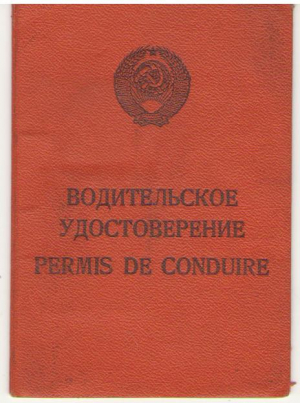 ВОДИТЕЛЬСКОЕ
УДОСТОВЕРЕНИЕ
PERMIS DE CONDUIRE